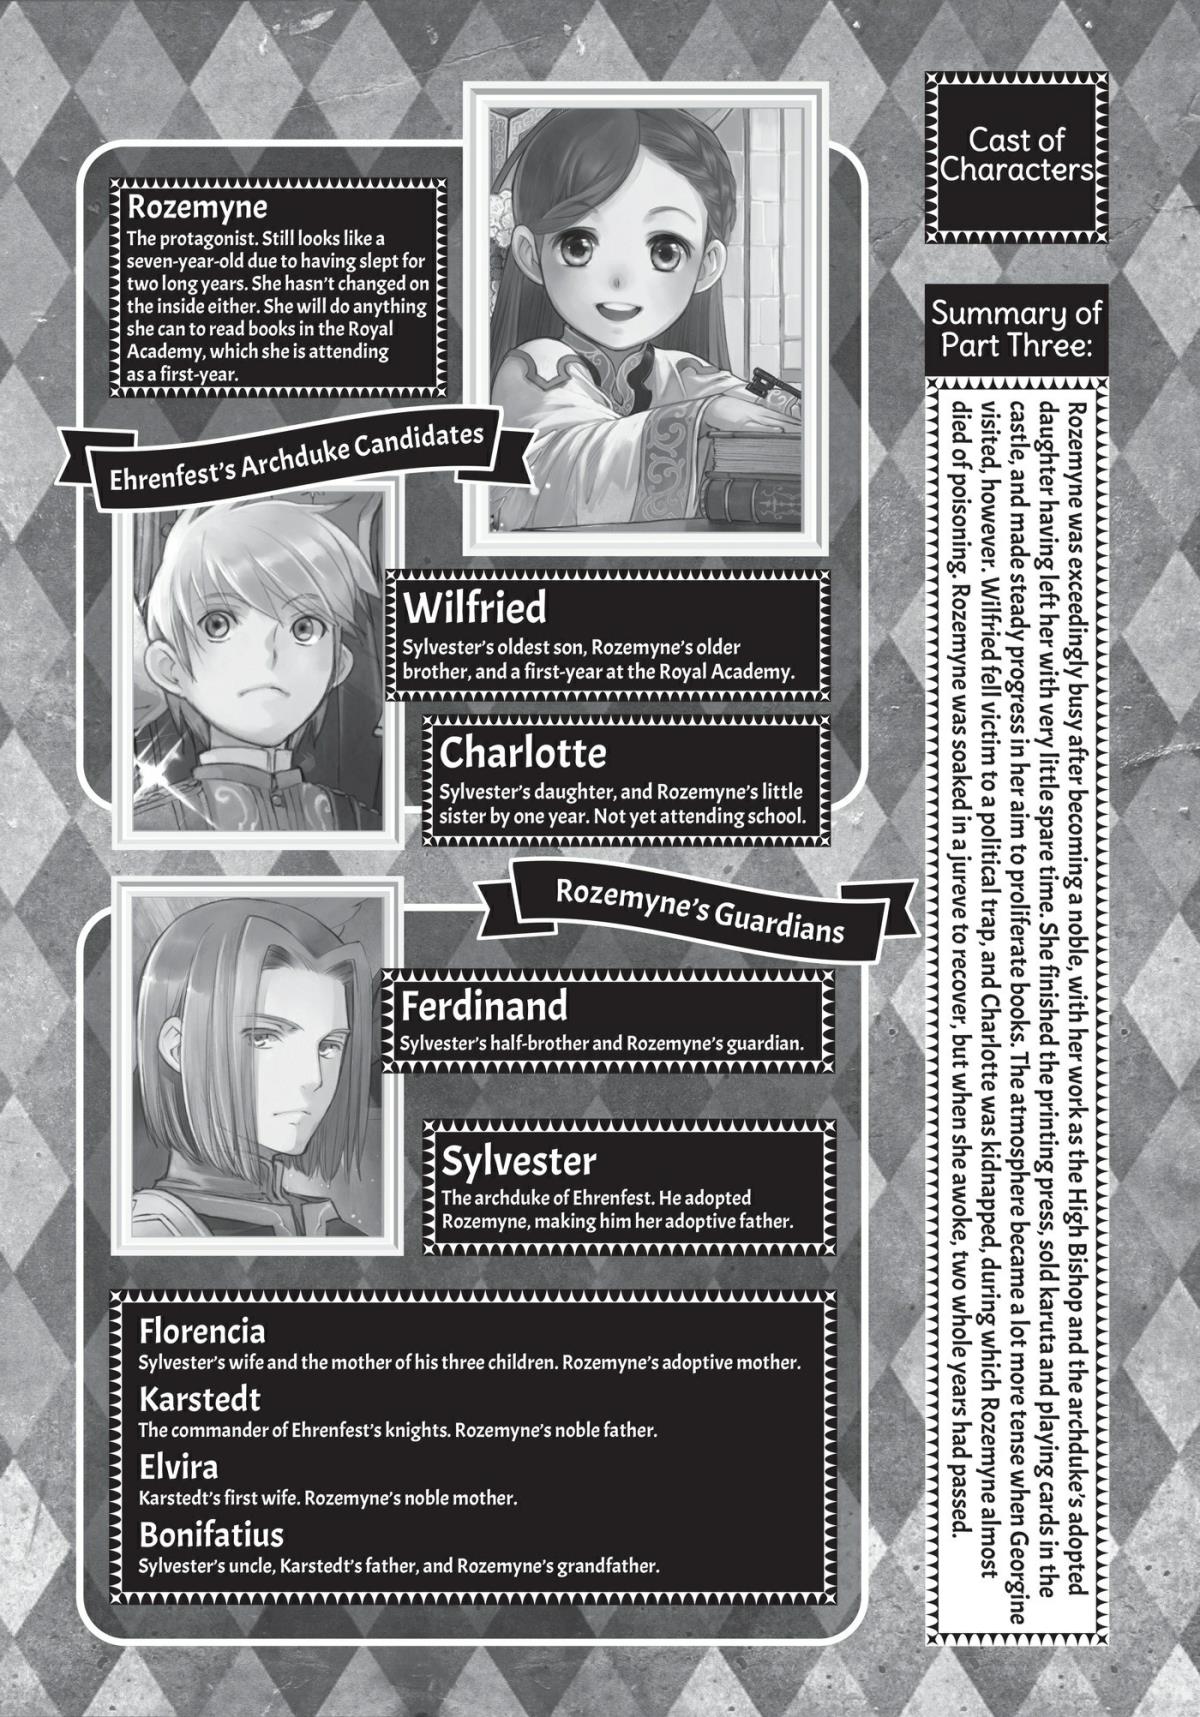 Cast of
Characters
Summary of
Part Three:
Rozemyne was exceedingly busy after becoming a noble, with her work as the High Bishop and the archduke's adopted
daughter having left her with very little spare time. She finished the printing press, sold karuta and playing cards in the
castle, and made steady progress in her aim to proliferate books. The atmosphere became a lot more tense when Georgine
visited, however. Wilfried fell victim to a political trap, and Charlotte was kidnapped, during which Rozemyne almost
died of poisoning. Rozemyne was soaked in a jureve to recover, but when she awoke, two whole years had passed.
Rozemyne
The protagonist. Still looks like a
seven-year-old due to having slept for
two long years. She hasn't changed on
the inside either. She will do anything
she can to read books in the Royal
Academy, which she is attending
as a first-year.
Ehrenfest's Archduke Candidates
Wilfried
Sylvester's oldest son, Rozemyne's older
brother, and a first-year at the Royal Academy.
Charlotte
Sylvester's daughter, and Rozemyne's little
sister by one year. Not yet attending school.
Rozemyne's Guardians
Ferdinand
Sylvester's half-brother and Rozemyne's guardian.
Sylvester
The archduke of Ehrenfest. He adopted
Rozemyne, making him her adoptive father.
Florencia
Sylvester's wife and the mother of his three children. Rozemyne's adoptive mother.
Karstedt
The commander of Ehrenfest's knights. Rozemyne's noble father.
Elvira
Karstedt's first wife. Rozemyne's noble mother.
Bonifatius
Sylvester's uncle, Karstedt's father, and Rozemyne's grandfather.